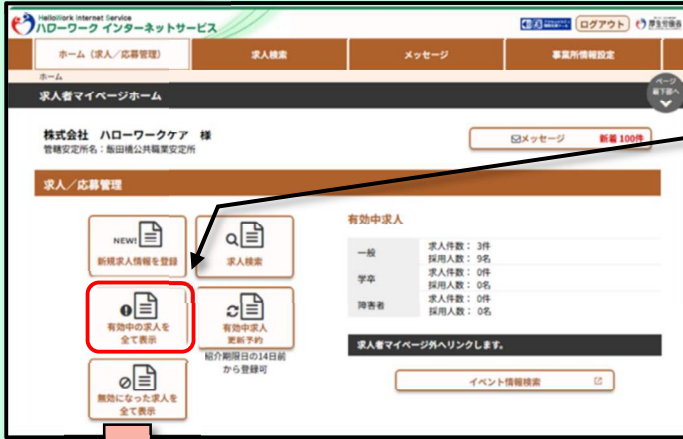 HelloWork Internet Service
ハローワーク インターネットサービス
ログアウト
厚生労働省
ホーム（求人／応募管理）
求人検索
メッセージ
事業所情報設定
ホーム
ページ
最下部へ
求人者マイページホーム
株式会社 ハローワークケア 様
管轄安定所名：飯田橋公共職業安定所
メッセージ 新着 100件
求人／応募管理
NEW!
新規求人情報を登録
求人検索
有効中の求人を
全て表示
有効中求人
更新予約
紹介期限日の14日前
から登録可
無効になった求人を
全て表示
有効中求人
一般
求人件数： 3件
採用人数： 9名
学卒
求人件数： 0件
採用人数： 0名
障害者
求人件数： 0件
採用人数： 0名
求人者マイページ外へリンクします。
イベント情報検索